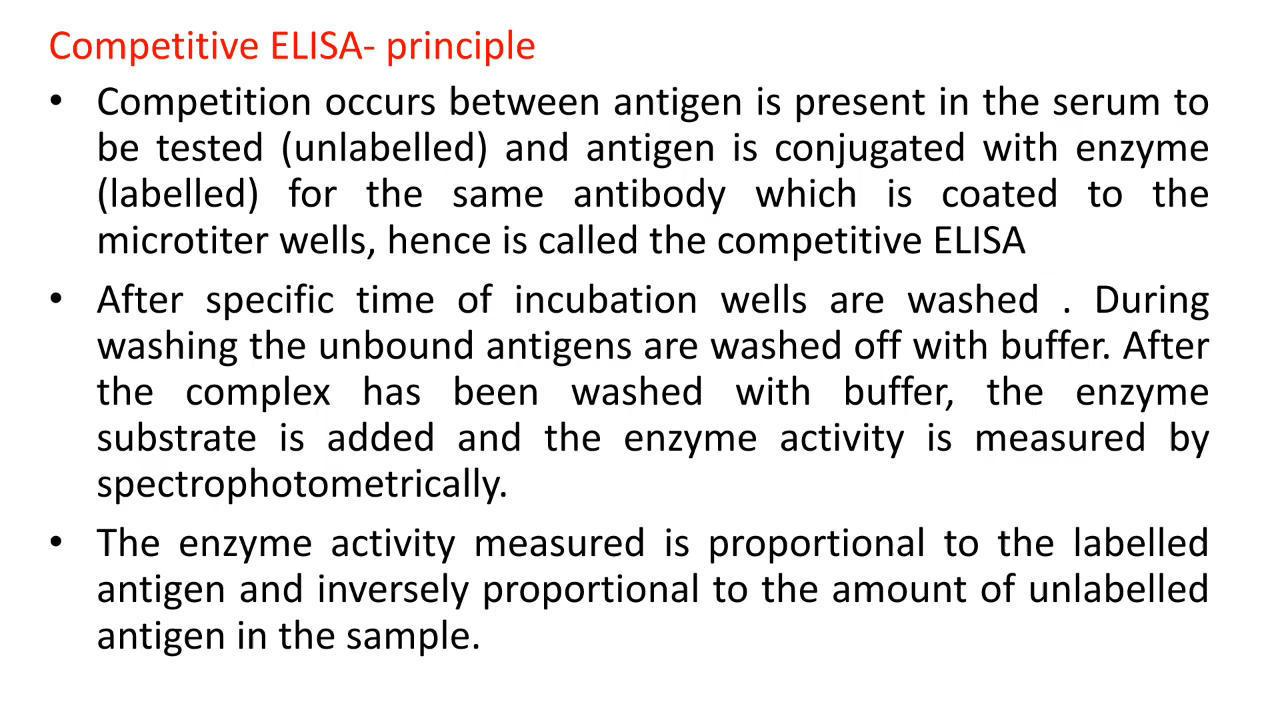 Competitive ELISA- principle
• Competition occurs between antigen is present in the serum to
be tested (unlabelled) and antigen is conjugated with enzyme
(labelled) for the same antibody which is coated to the
microtiter wells, hence is called the competitive ELISA
• After specific time of incubation wells are washed . During
washing the unbound antigens are washed off with buffer. After
the complex has been washed with buffer, the enzyme
substrate is added and the enzyme activity is measured by
spectrophotometrically.
• The enzyme activity measured is proportional to the labelled
antigen and inversely proportional to the amount of unlabelled
antigen in the sample.